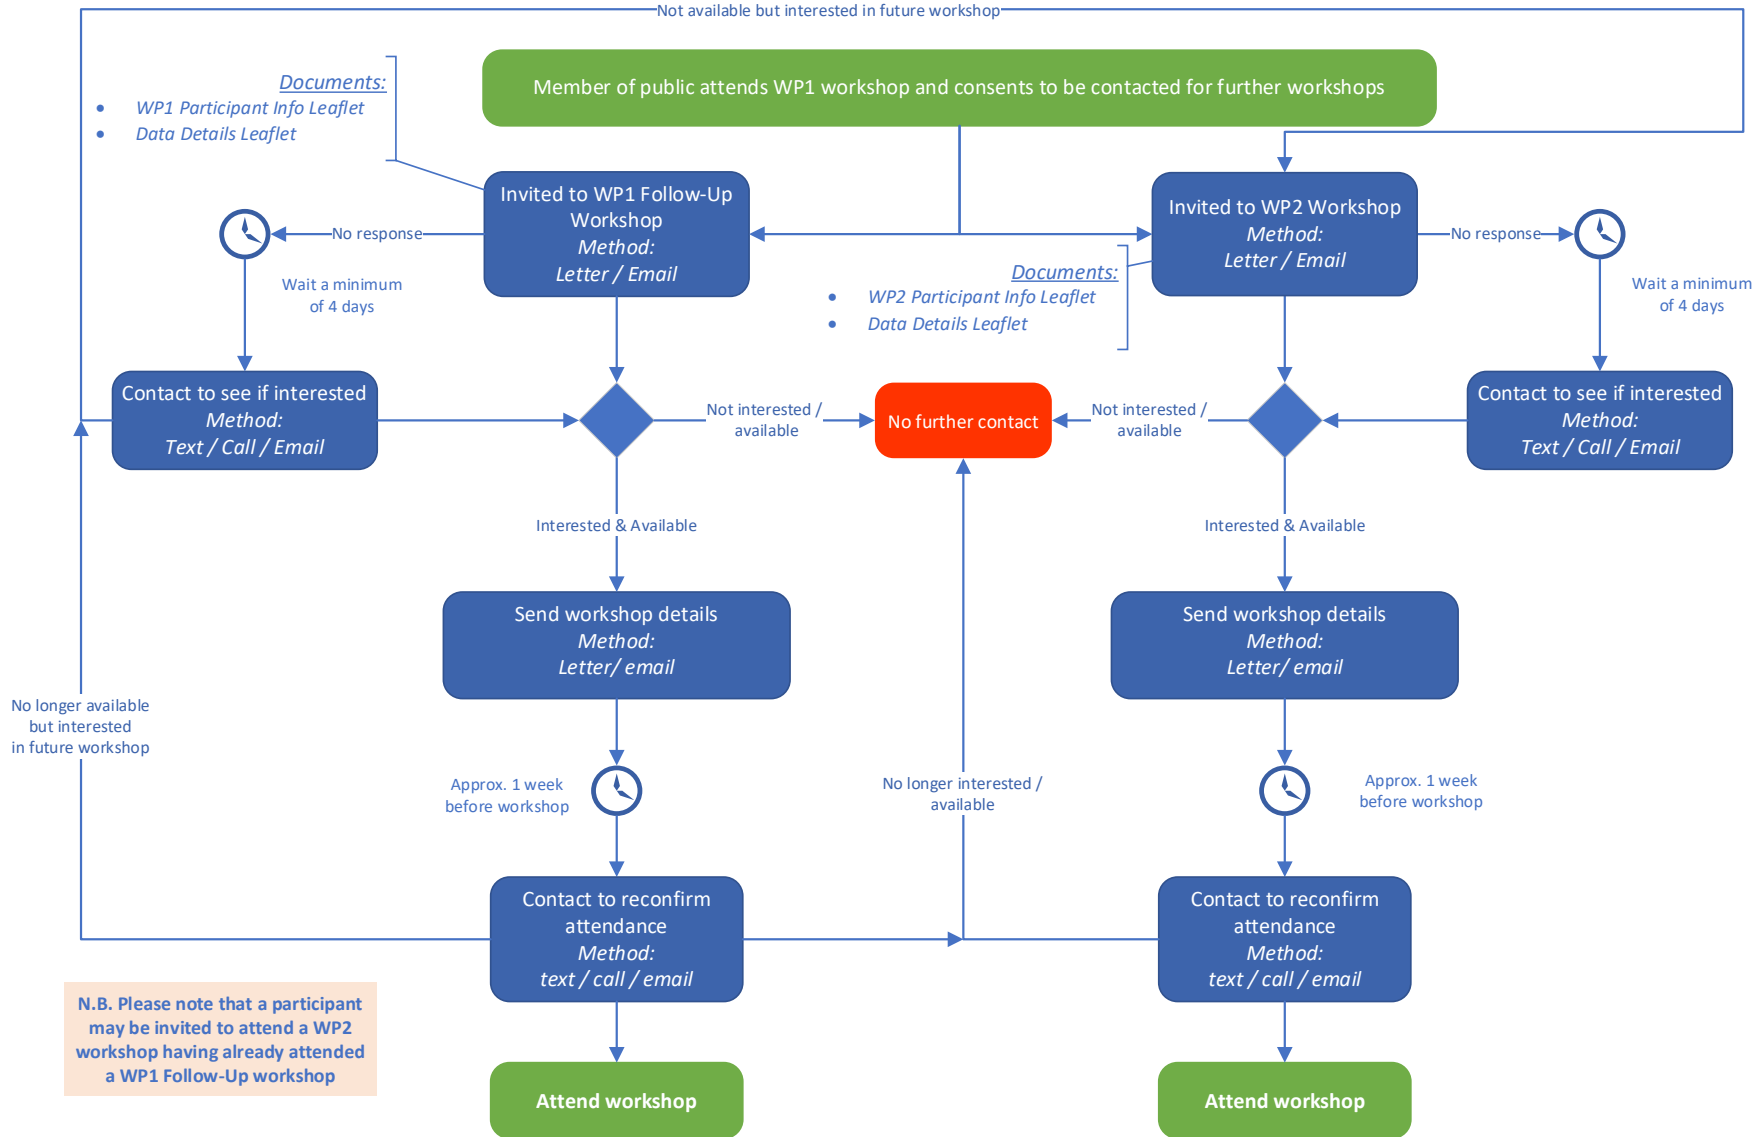 Not available but interested in future workshop
Documents:
• WP1 Participant Info Leaflet
• Data Details Leaflet
Member of public attends WP1 workshop and consents to be contacted for further workshops
Invited to WP1 Follow-Up
Workshop
Method:
Letter / Email
Invited to WP2 Workshop
Method:
Letter / Email
No response
No response
Wait a minimum
of 4 days
Documents:
• WP2 Participant Info Leaflet
• Data Details Leaflet
Wait a minimum
of 4 days
Contact to see if interested
Method:
Text / Call / Email
Not interested /
available
No further contact
Not interested /
available
Contact to see if interested
Method:
Text / Call / Email
Interested & Available
Interested & Available
Send workshop details
Method:
Letter/ email
Send workshop details
Method:
Letter/ email
No longer available
but interested
in future workshop
Approx. 1 week
before workshop
No longer interested /
available
Approx. 1 week
before workshop
Contact to reconfirm
attendance
Method:
text / call / email
Contact to reconfirm
attendance
Method:
text / call / email
N.B. Please note that a participant
may be invited to attend a WP2
workshop having already attended
a WP1 Follow-Up workshop
Attend workshop
Attend workshop